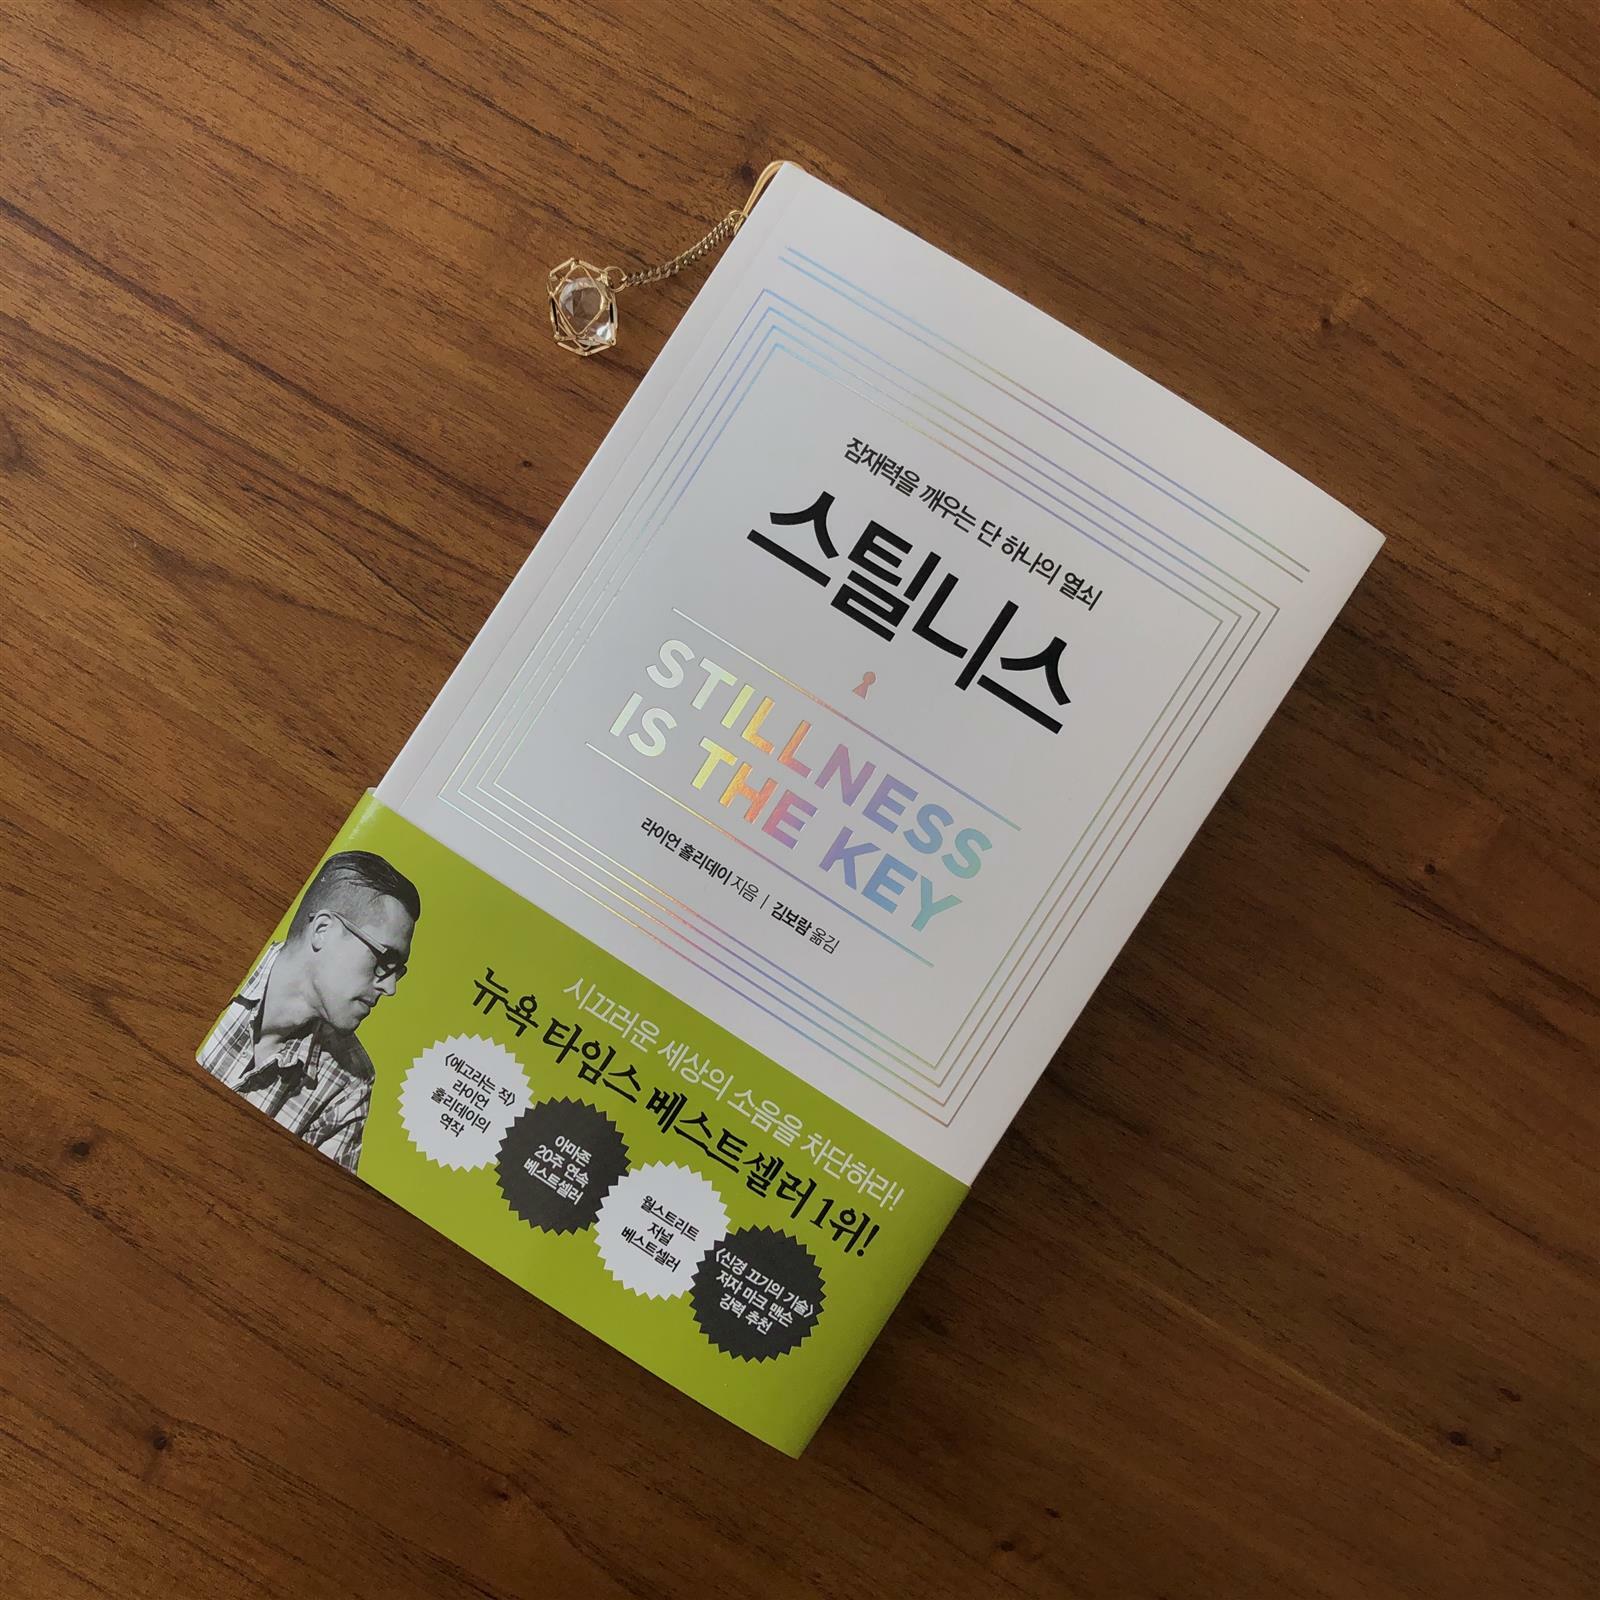 잠재력을 깨우는 단 하나의 열쇠
스틸니스
STILLNESS
IS THE KEY
라이언 홀리데이 지음 | 김보람 옮김
시끄러운 세상의 소음을 차단하라!
뉴욕 타임스 베스트셀러 1위!
〈에고라는 적〉
라이언
홀리데이의
역작
아마존
20주 연속
베스트셀러
월스트리트
저널
베스트셀러
〈신경 끄기의 기술〉
저자 마크 맨슨
강력 추천